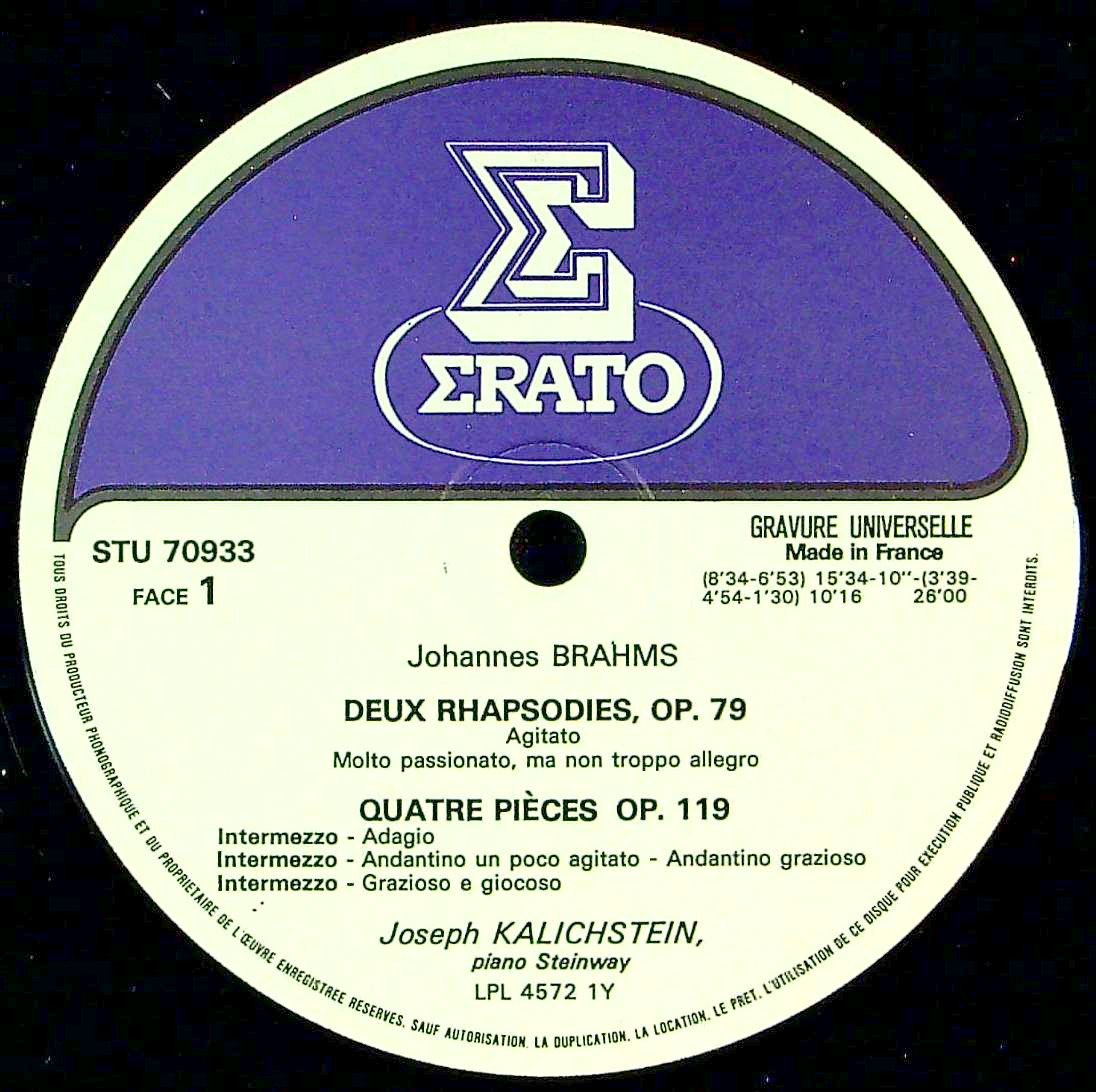 Σ
ΣRATO
STU 70933
FACE 1
GRAVURE UNIVERSELLE
Made in France
(8'34-6'53) 15'34-10''-(3'39-
4'54-1'30) 10'16 26'00
Johannes BRAHMS
DEUX RHAPSODIES, OP. 79
Agitato
Molto passionato, ma non troppo allegro
QUATRE PIÈCES OP. 119
Intermezzo - Adagio
Intermezzo - Andantino un poco agitato - Andantino grazioso
Intermezzo - Grazioso e giocoso
Joseph KALICHSTEIN,
piano Steinway
LPL 4572 1Y
TOUS DROITS DU PRODUCTEUR PHONOGRAPHIQUE ET DU PROPRIETAIRE DE L'ŒUVRE ENREGISTREE RESERVES. SAUF AUTORISATION. LA DUPLICATION. LA LOCATION. LE PRET. L'UTILISATION DE CE DISQUE POUR EXECUTION PUBLIQUE ET RADIODIFFUSION SONT INTERDITS.